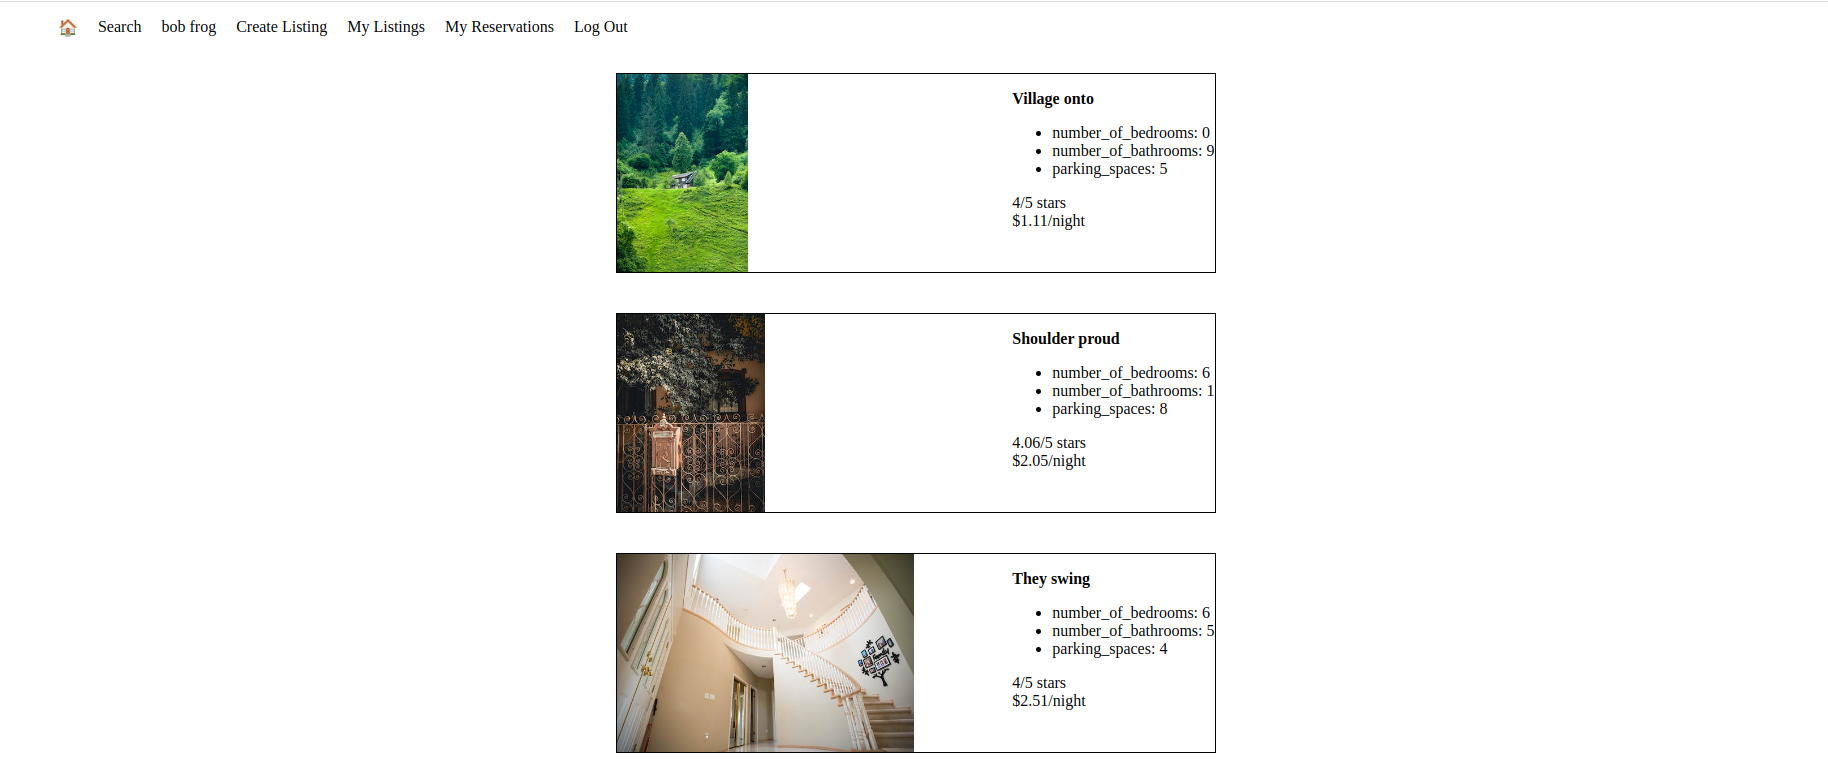 Search bob frog Create Listing My Listings My Reservations Log Out
Village onto
number_of_bedrooms: 0
number_of_bathrooms: 9
parking_spaces: 5
4/5 stars
$1.11/night
Shoulder proud
number_of_bedrooms: 6
number_of_bathrooms: 1
parking_spaces: 8
4.06/5 stars
$2.05/night
They swing
number_of_bedrooms: 6
number_of_bathrooms: 5
parking_spaces: 4
4/5 stars
$2.51/night